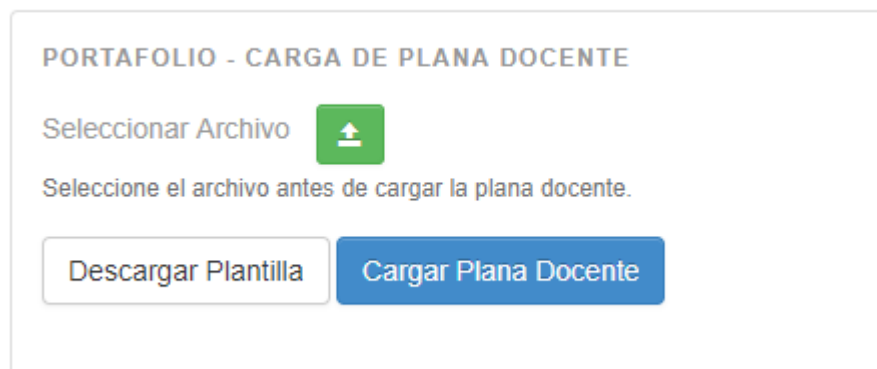 PORTAFOLIO - CARGA DE PLANA DOCENTE
Seleccionar Archivo
Seleccione el archivo antes de cargar la plana docente.
Descargar Plantilla Cargar Plana Docente